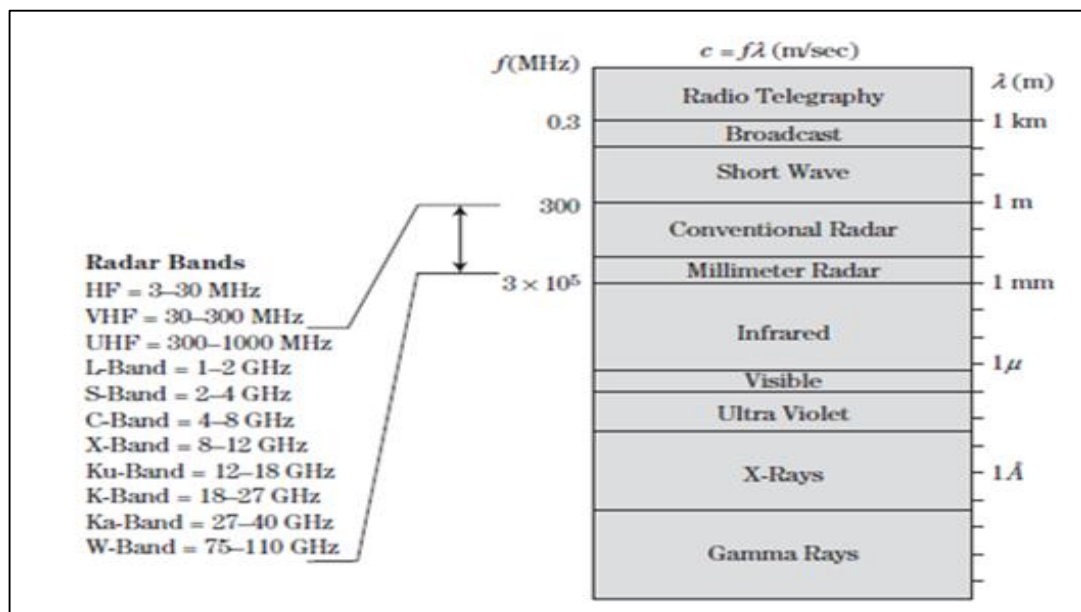 c = fλ (m/sec)
f(MHz)
λ (m)
Radio Telegraphy
0.3
1 km
Broadcast
Short Wave
300
1 m
Conventional Radar
Millimeter Radar
3 × 10⁵
1 mm
Infrared
1μ
Visible
Ultra Violet
X-Rays
1Å
Gamma Rays
Radar Bands
HF = 3–30 MHz
VHF = 30–300 MHz
UHF = 300–1000 MHz
L-Band = 1–2 GHz
S-Band = 2–4 GHz
C-Band = 4–8 GHz
X-Band = 8–12 GHz
Ku-Band = 12–18 GHz
K-Band = 18–27 GHz
Ka-Band = 27–40 GHz
W-Band = 75–110 GHz